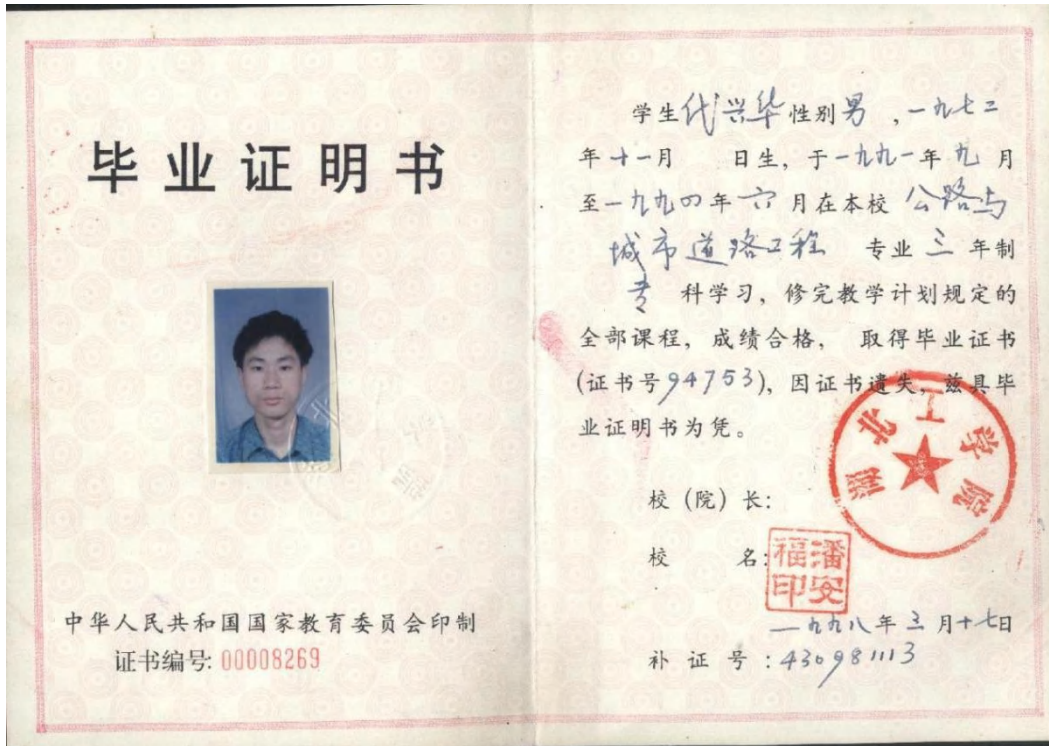 毕业证明书
中华人民共和国国家教育委员会印制
证书编号: 00008269
学生代兴华性别男,一九七二
年十一月 日生,于一九九一年九月
至一九九四年六月在本校公路与
城市道路工程 专业三年制
专 科学习,修完教学计划规定的
全部课程,成绩合格, 取得毕业证书
(证书号94753),因证书遗失,兹具毕
业证明书为凭。
湖北工学院
校(院)长:
校 名:
潘安福印
一九九八年三月十七日
补 证 号:430981113